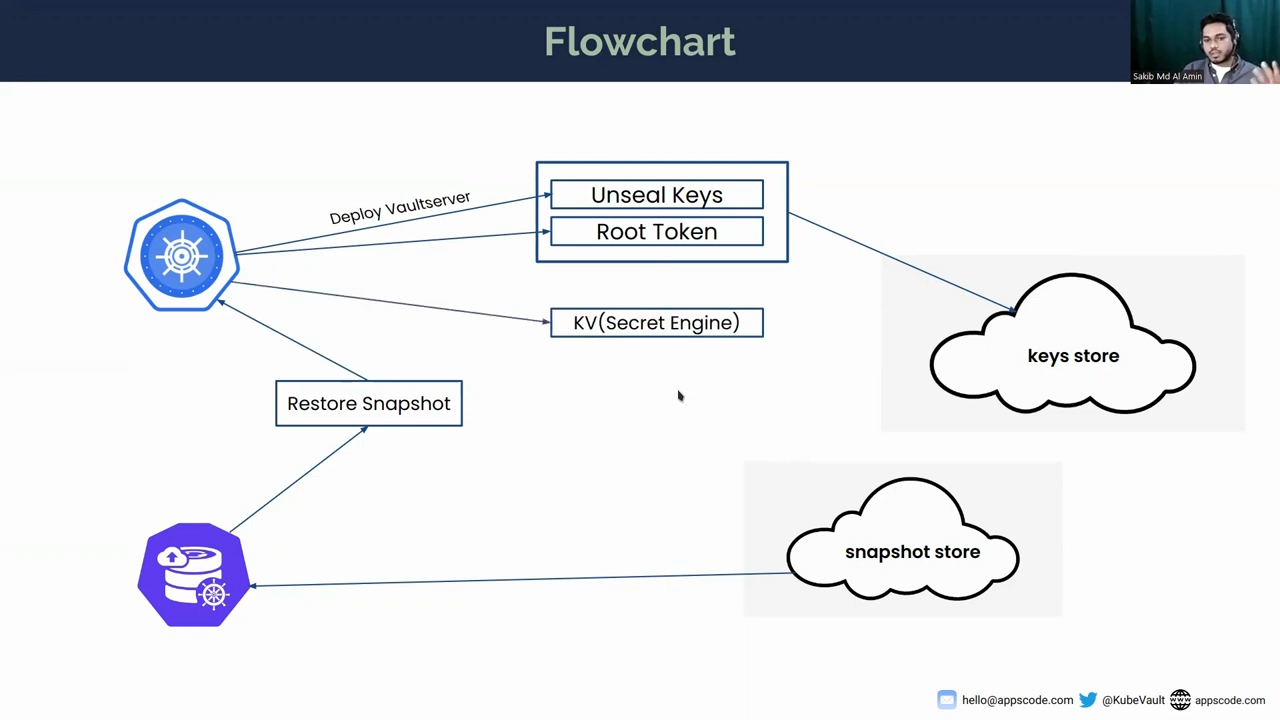 Flowchart
Sakib Md Al Amin
Deploy Vaultserver
Unseal Keys
Root Token
KV(Secret Engine)
keys store
Restore Snapshot
snapshot store
hello@appscode.com
@KubeVault
appscode.com